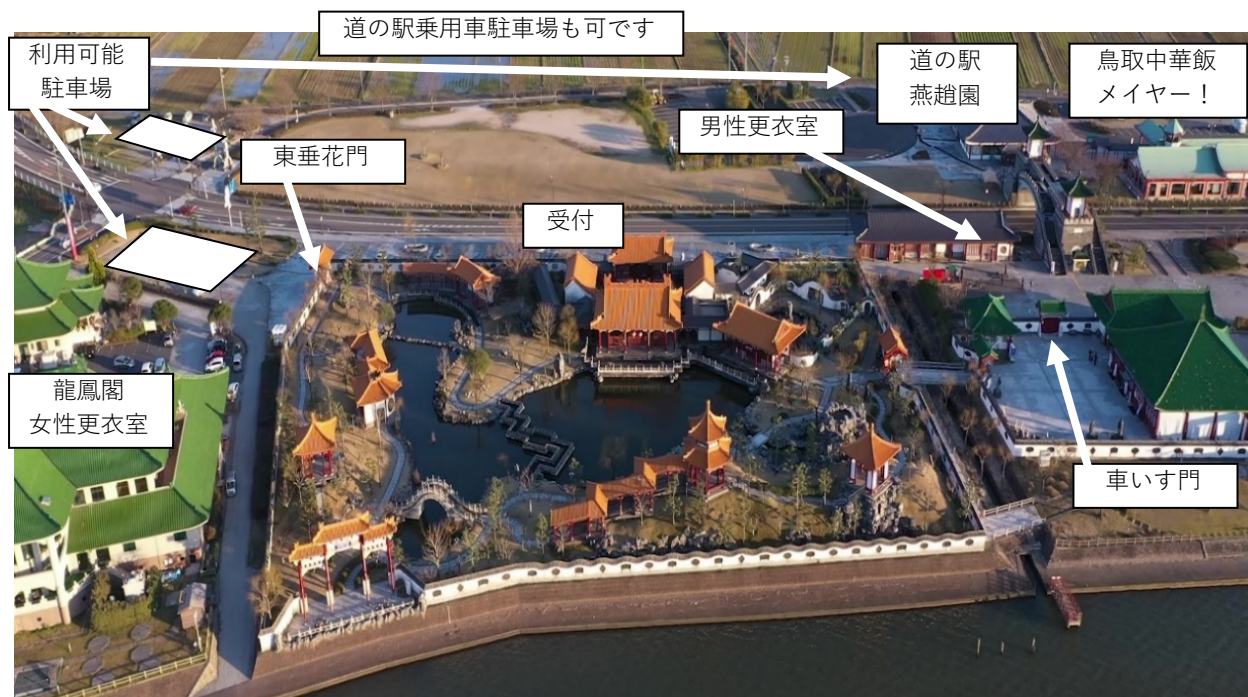 道の駅乗用車駐車場も可です
利用可能
駐車場
道の駅
燕趙園
鳥取中華飯
メイヤー！
男性更衣室
東垂花門
受付
龍鳳閣
女性更衣室
車いす門